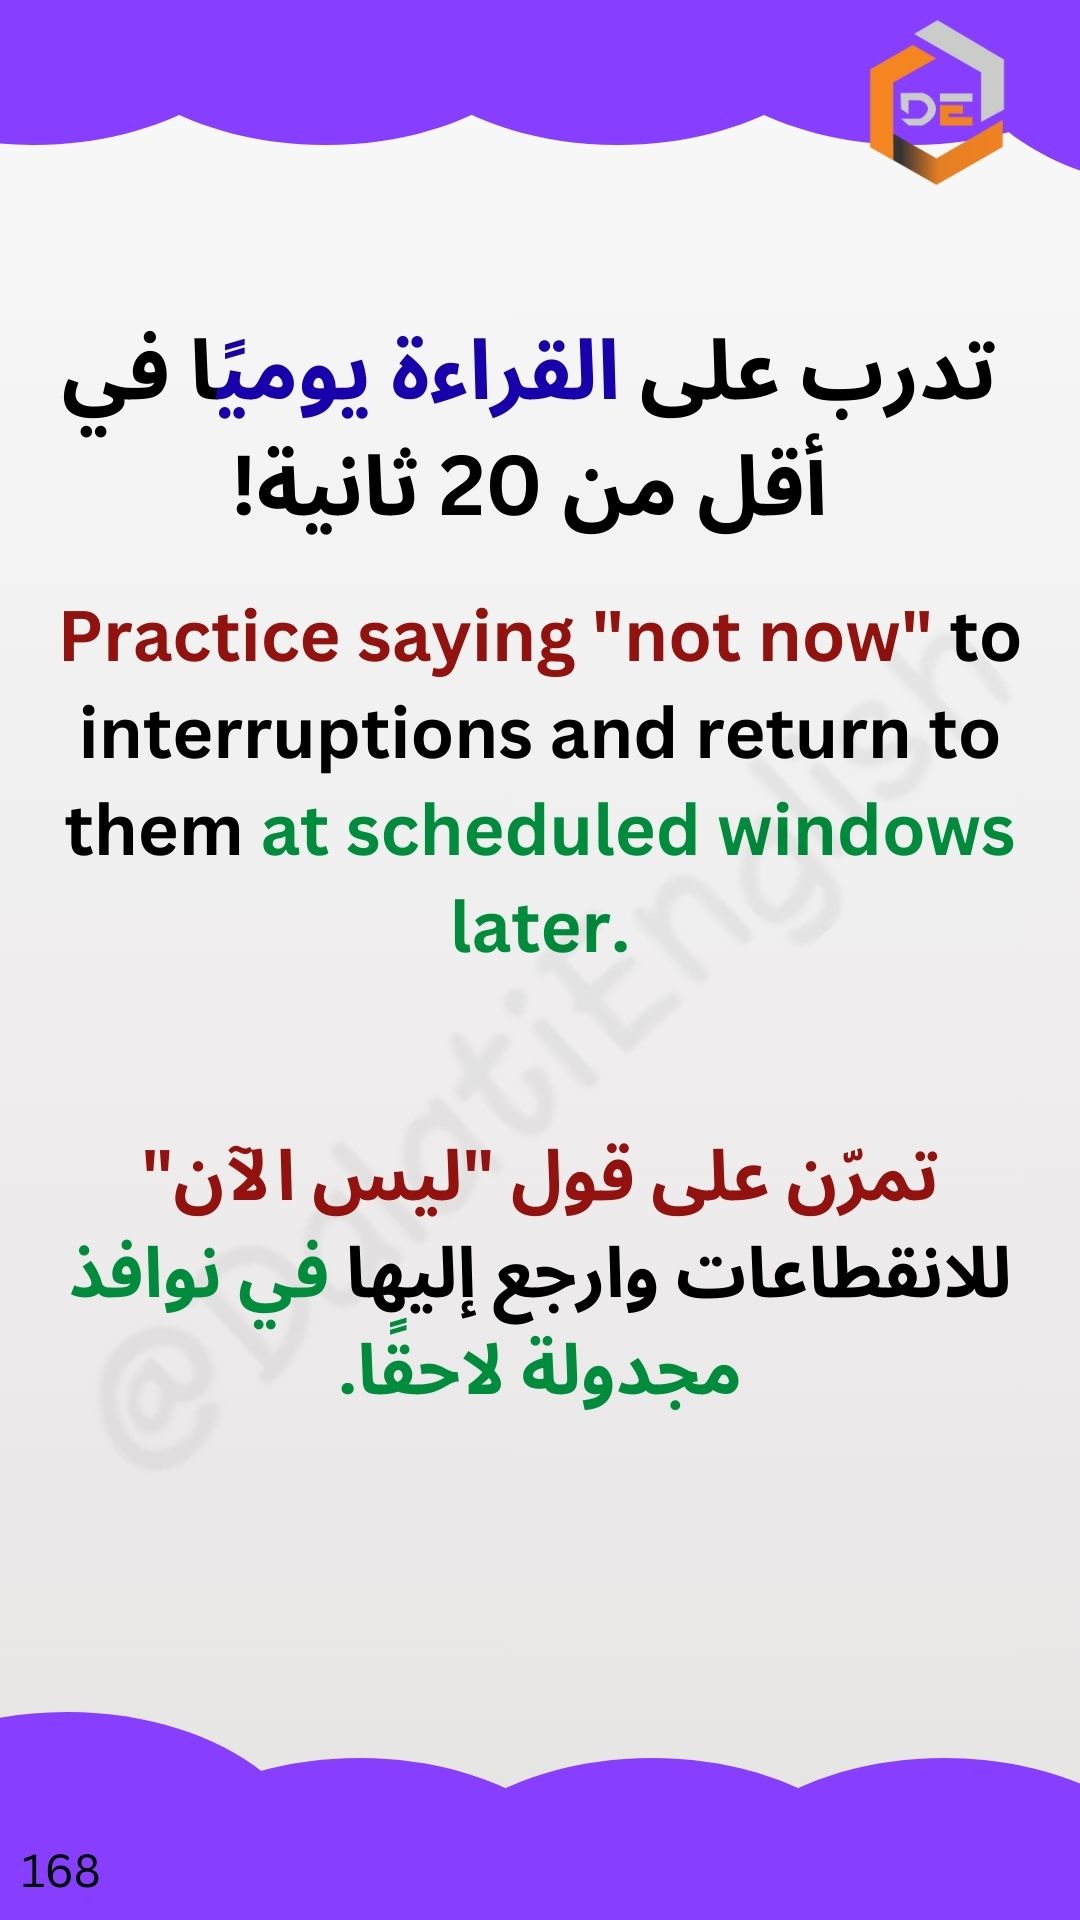 DE
تدرب على القراءة يوميًا في
أقل من 20 ثانية!
Practice saying "not now" to
interruptions and return to
them at scheduled windows
later.
تمرّن على قول "ليس الآن"
للانقطاعات وارجع إليها في نوافذ
مجدولة لاحقًا.
@DalatiEnglish
168